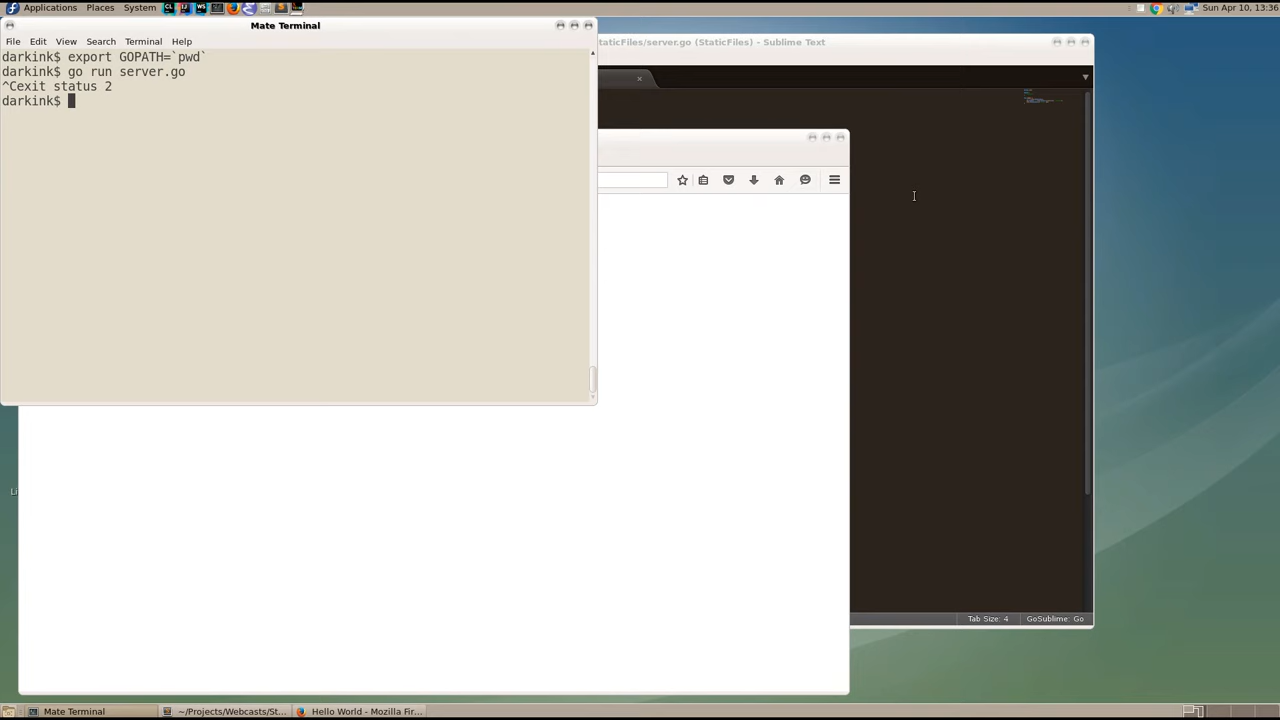 Applications Places System
Sun Apr 10, 13:36
Mate Terminal
File Edit View Search Terminal Help
darkink$ export GOPATH=`pwd`
darkink$ go run server.go
^Cexit status 2
darkink$
taticFiles/server.go (StaticFiles) - Sublime Text
Li
Tab Size: 4 GoSublime: Go
Mate Terminal
~/Projects/Webcasts/St...
Hello World - Mozilla Fir...